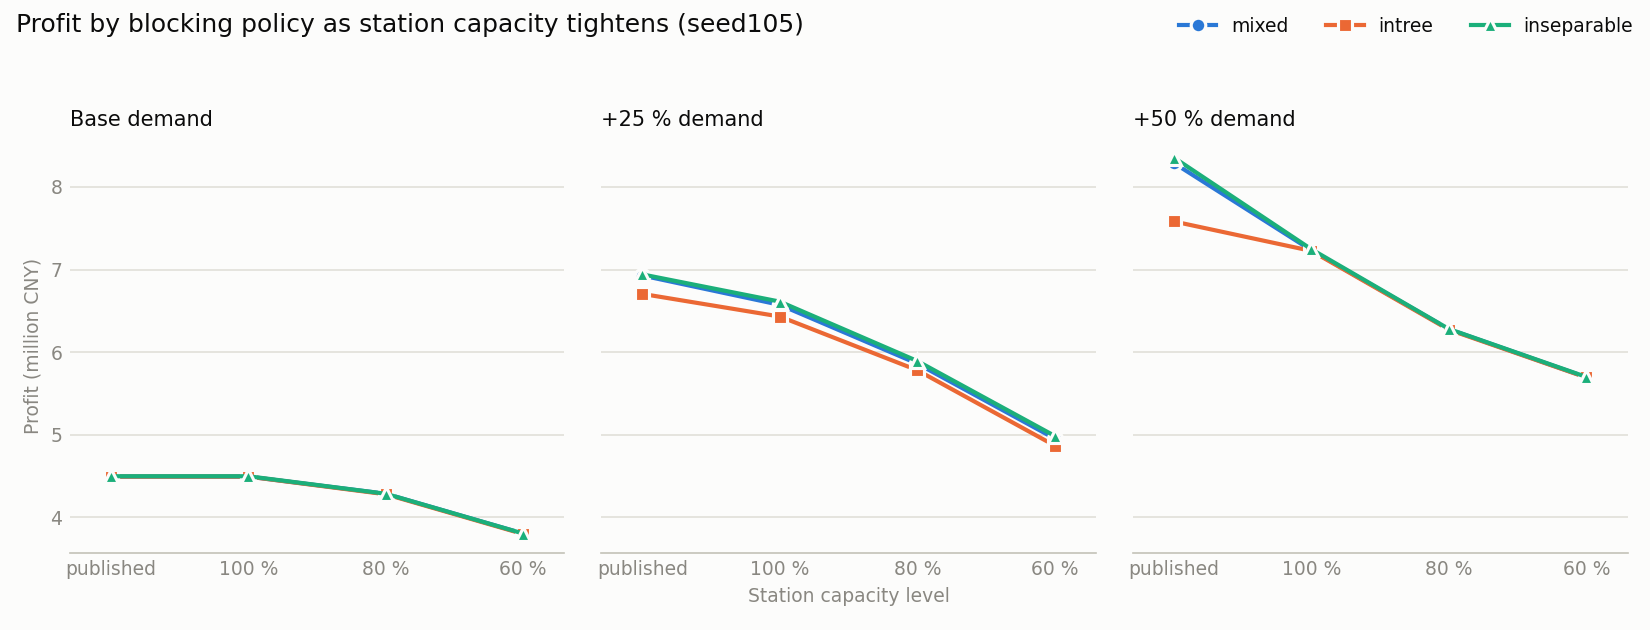 Profit by blocking policy as station capacity tightens (seed105)
mixed
intree
inseparable
Base demand
+25 % demand
+50 % demand
Profit (million CNY)
8
7
6
5
4
published
100 %
80 %
60 %
published
100 %
80 %
60 %
published
100 %
80 %
60 %
Station capacity level